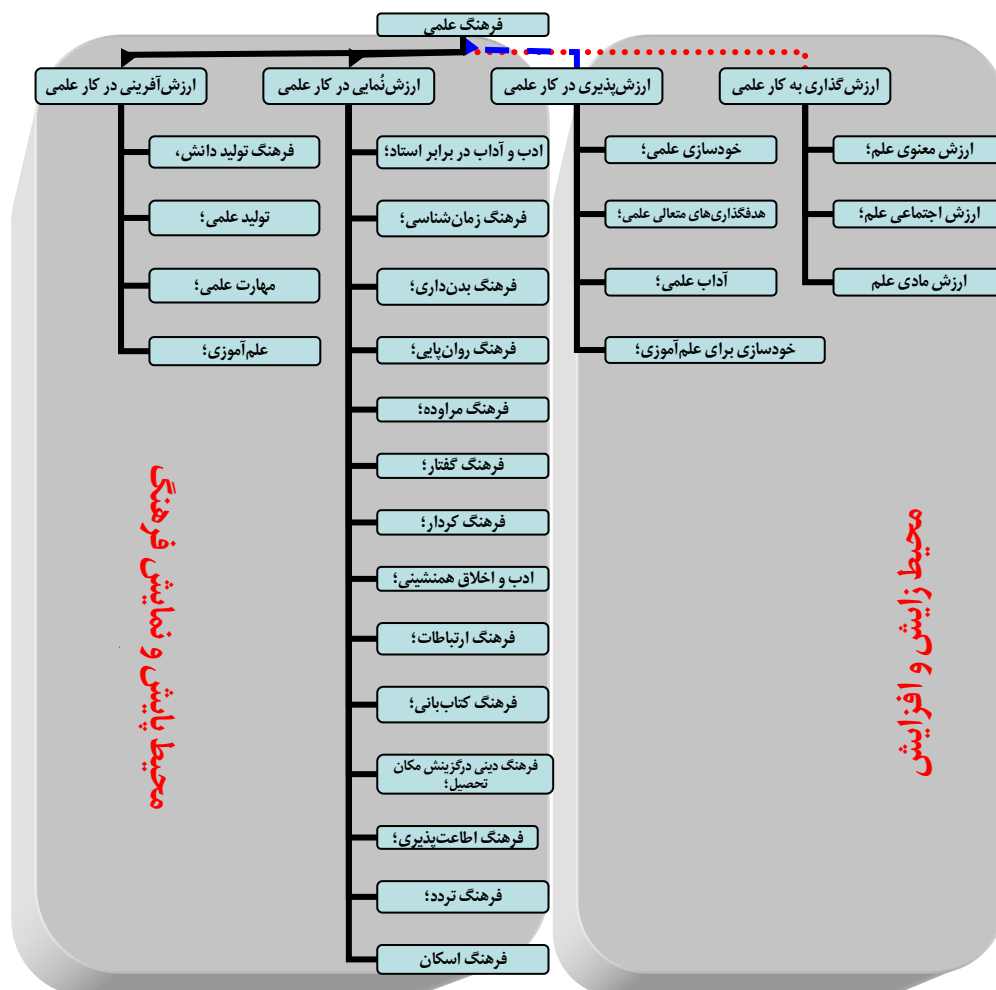 فرهنگ علمی
ارزش‌گذاری به کار علمی
ارزش معنوی علم؛
ارزش اجتماعی علم؛
ارزش مادی علم
ارزش‌پذیری در کار علمی
خودسازی علمی؛
هدفگذاری‌های متعالی علمی؛
آداب علمی؛
خودسازی برای علم‌آموزی؛
ارزش‌نُمایی در کار علمی
ادب و آداب در برابر استاد؛
فرهنگ زمان‌شناسی؛
فرهنگ بدن‌داری؛
فرهنگ روان‌پایی؛
فرهنگ مراوده؛
فرهنگ گفتار؛
فرهنگ کردار؛
ادب و اخلاق همنشینی؛
فرهنگ ارتباطات؛
فرهنگ کتاب‌بانی؛
فرهنگ دینی درگزینش مکان
تحصیل؛
فرهنگ اطاعت‌پذیری؛
فرهنگ تردد؛
فرهنگ اسکان
ارزش‌آفرینی در کار علمی
فرهنگ تولید دانش،
تولید علمی؛
مهارت علمی؛
علم‌آموزی؛
محیط زایش و افزایش
محیط پایش و نمایش فرهنگ